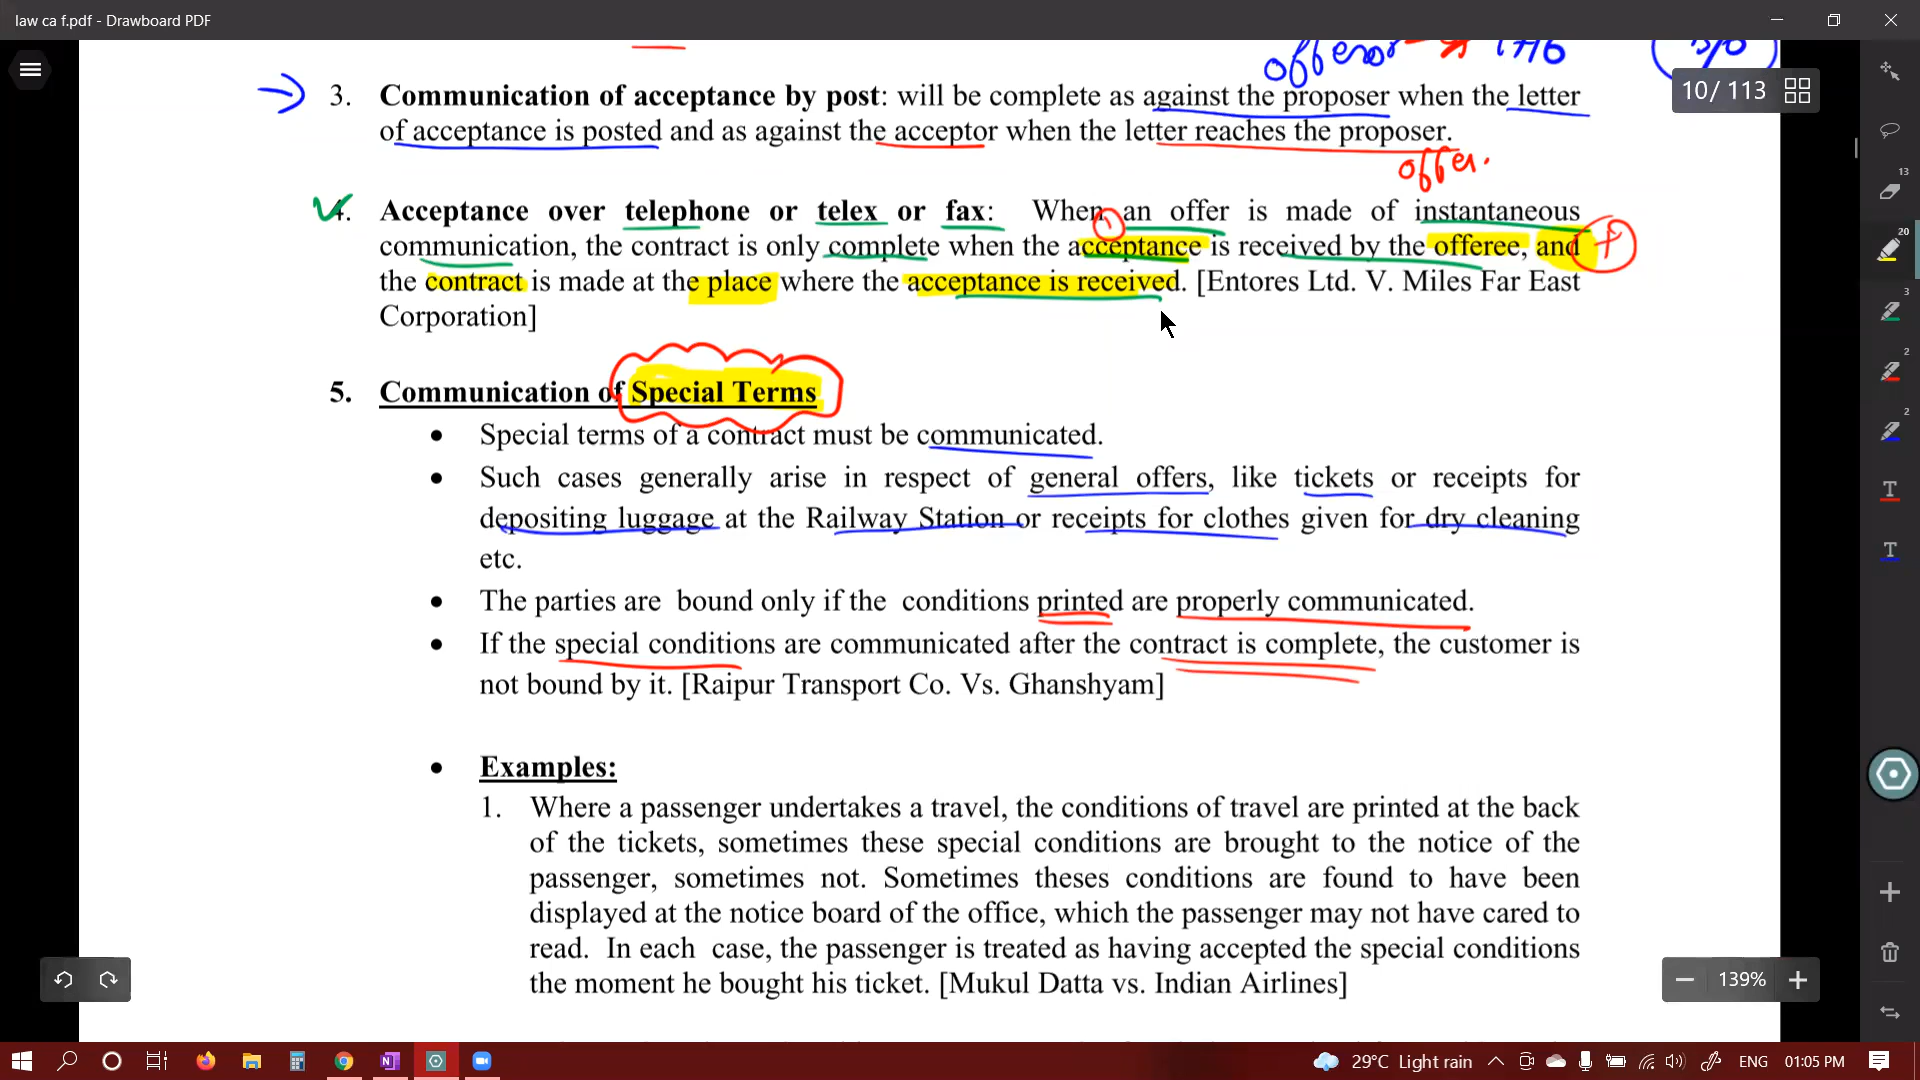 law ca f.pdf - Drawboard PDF
offeror
10 / 113
3. Communication of acceptance by post: will be complete as against the proposer when the letter
of acceptance is posted and as against the acceptor when the letter reaches the proposer.
offer.
4. Acceptance over telephone or telex or fax: When an offer is made of instantaneous
communication, the contract is only complete when the acceptance is received by the offeree, and
the contract is made at the place where the acceptance is received. [Entores Ltd. V. Miles Far East
Corporation]
5. Communication of Special Terms
• Special terms of a contract must be communicated.
• Such cases generally arise in respect of general offers, like tickets or receipts for
depositing luggage at the Railway Station or receipts for clothes given for dry cleaning
etc.
• The parties are bound only if the conditions printed are properly communicated.
• If the special conditions are communicated after the contract is complete, the customer is
not bound by it. [Raipur Transport Co. Vs. Ghanshyam]
• Examples:
1. Where a passenger undertakes a travel, the conditions of travel are printed at the back
of the tickets, sometimes these special conditions are brought to the notice of the
passenger, sometimes not. Sometimes theses conditions are found to have been
displayed at the notice board of the office, which the passenger may not have cared to
read. In each case, the passenger is treated as having accepted the special conditions
the moment he bought his ticket. [Mukul Datta vs. Indian Airlines]
13
20
3
2
2
139%
29°C Light rain
ENG
01:05 PM